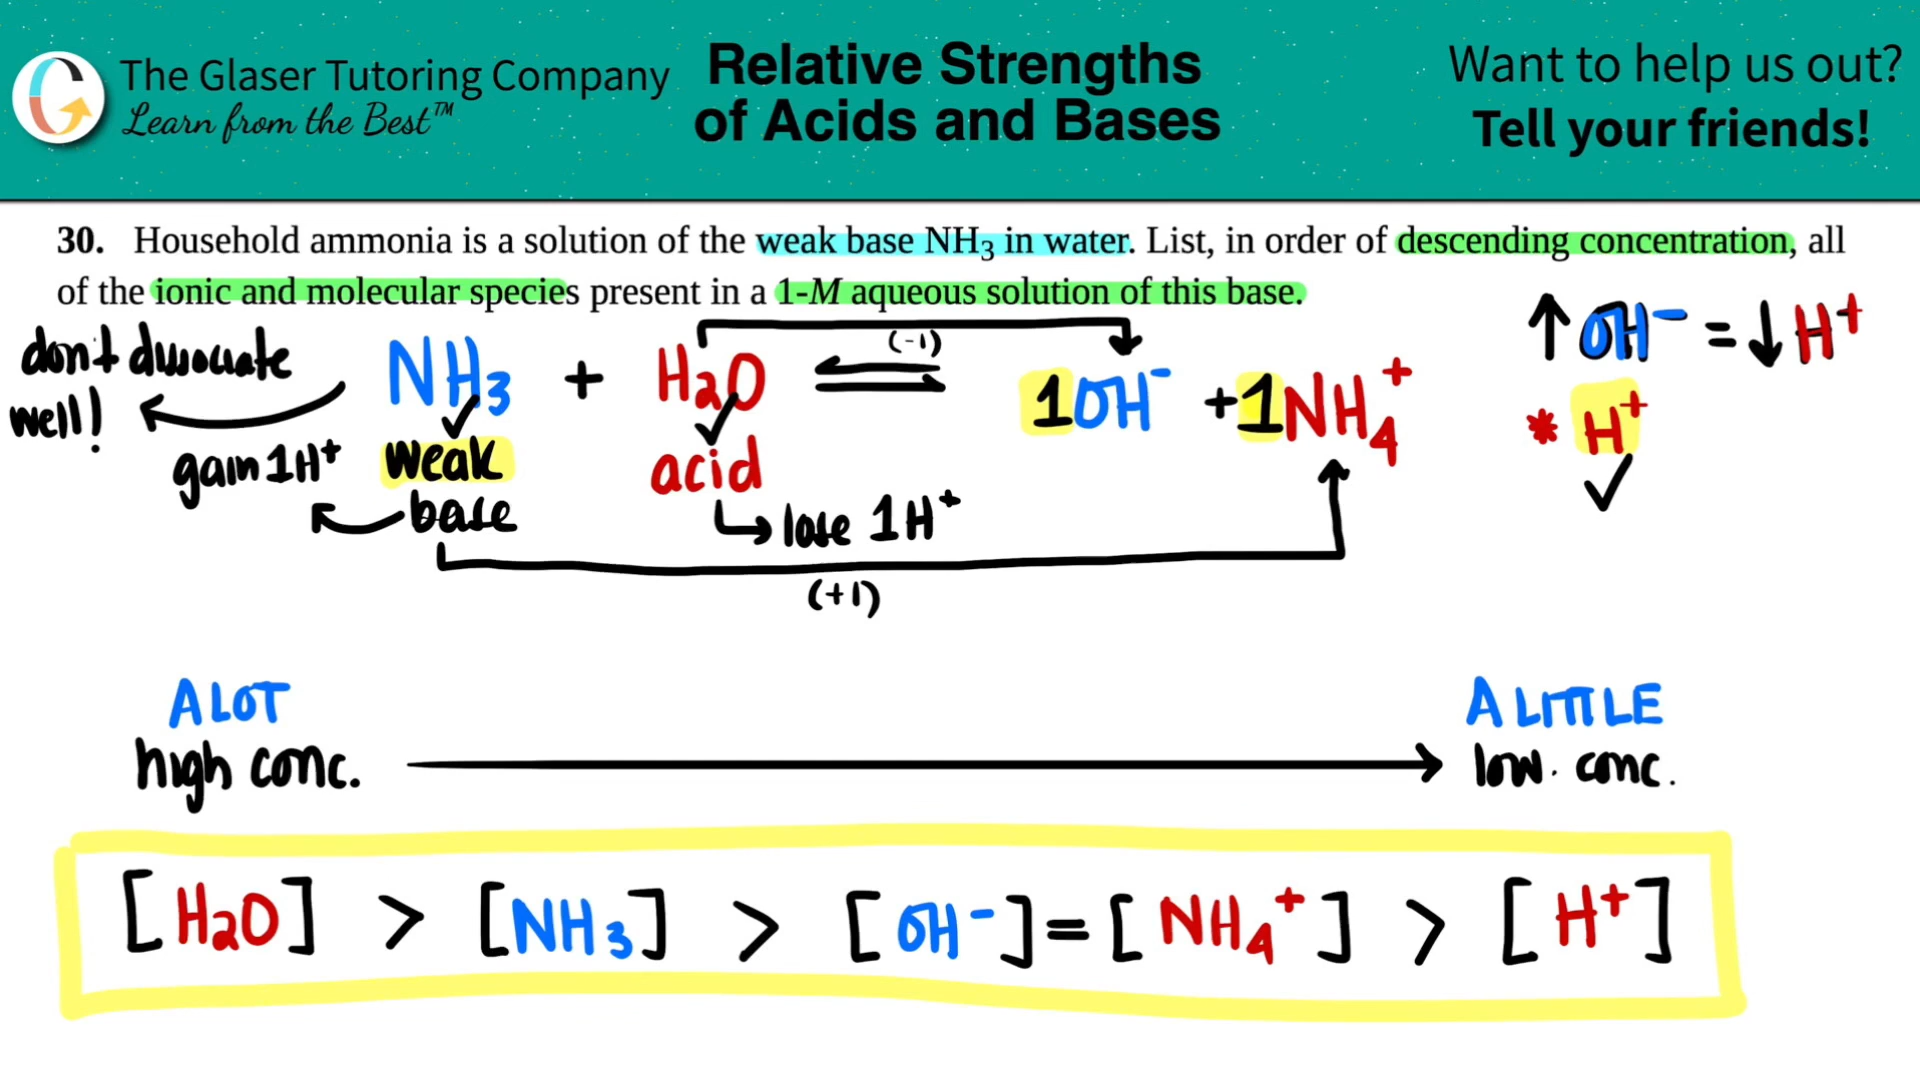 The Glaser Tutoring Company
Learn from the Best™
Relative Strengths
of Acids and Bases
Want to help us out?
Tell your friends!
30. Household ammonia is a solution of the weak base NH₃ in water. List, in order of descending concentration, all
of the ionic and molecular species present in a 1-M aqueous solution of this base.
don't dissociate
well!
gain 1H⁺
NH₃ + H₂O ⇌ 1OH⁻ + 1NH₄⁺
(-1)
weak
base
acid
↳ lose 1H⁺
(+1)
↑ OH⁻ = ↓ H⁺
* H⁺
✓
A LOT
high conc.
A LITTLE
low. conc.
[H₂O] > [NH₃] > [OH⁻] = [NH₄⁺] > [H⁺]